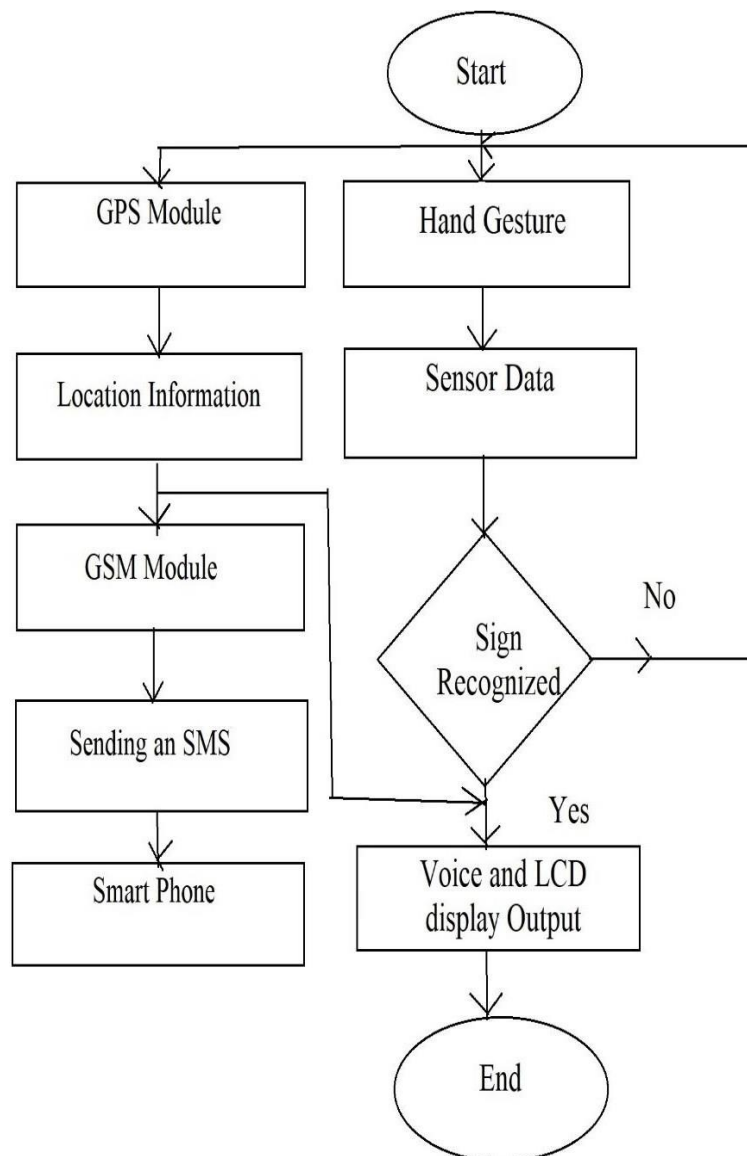 Start
GPS Module
Hand Gesture
Location Information
Sensor Data
GSM Module
No
Sign
Recognized
Sending an SMS
Yes
Smart Phone
Voice and LCD
display Output
End